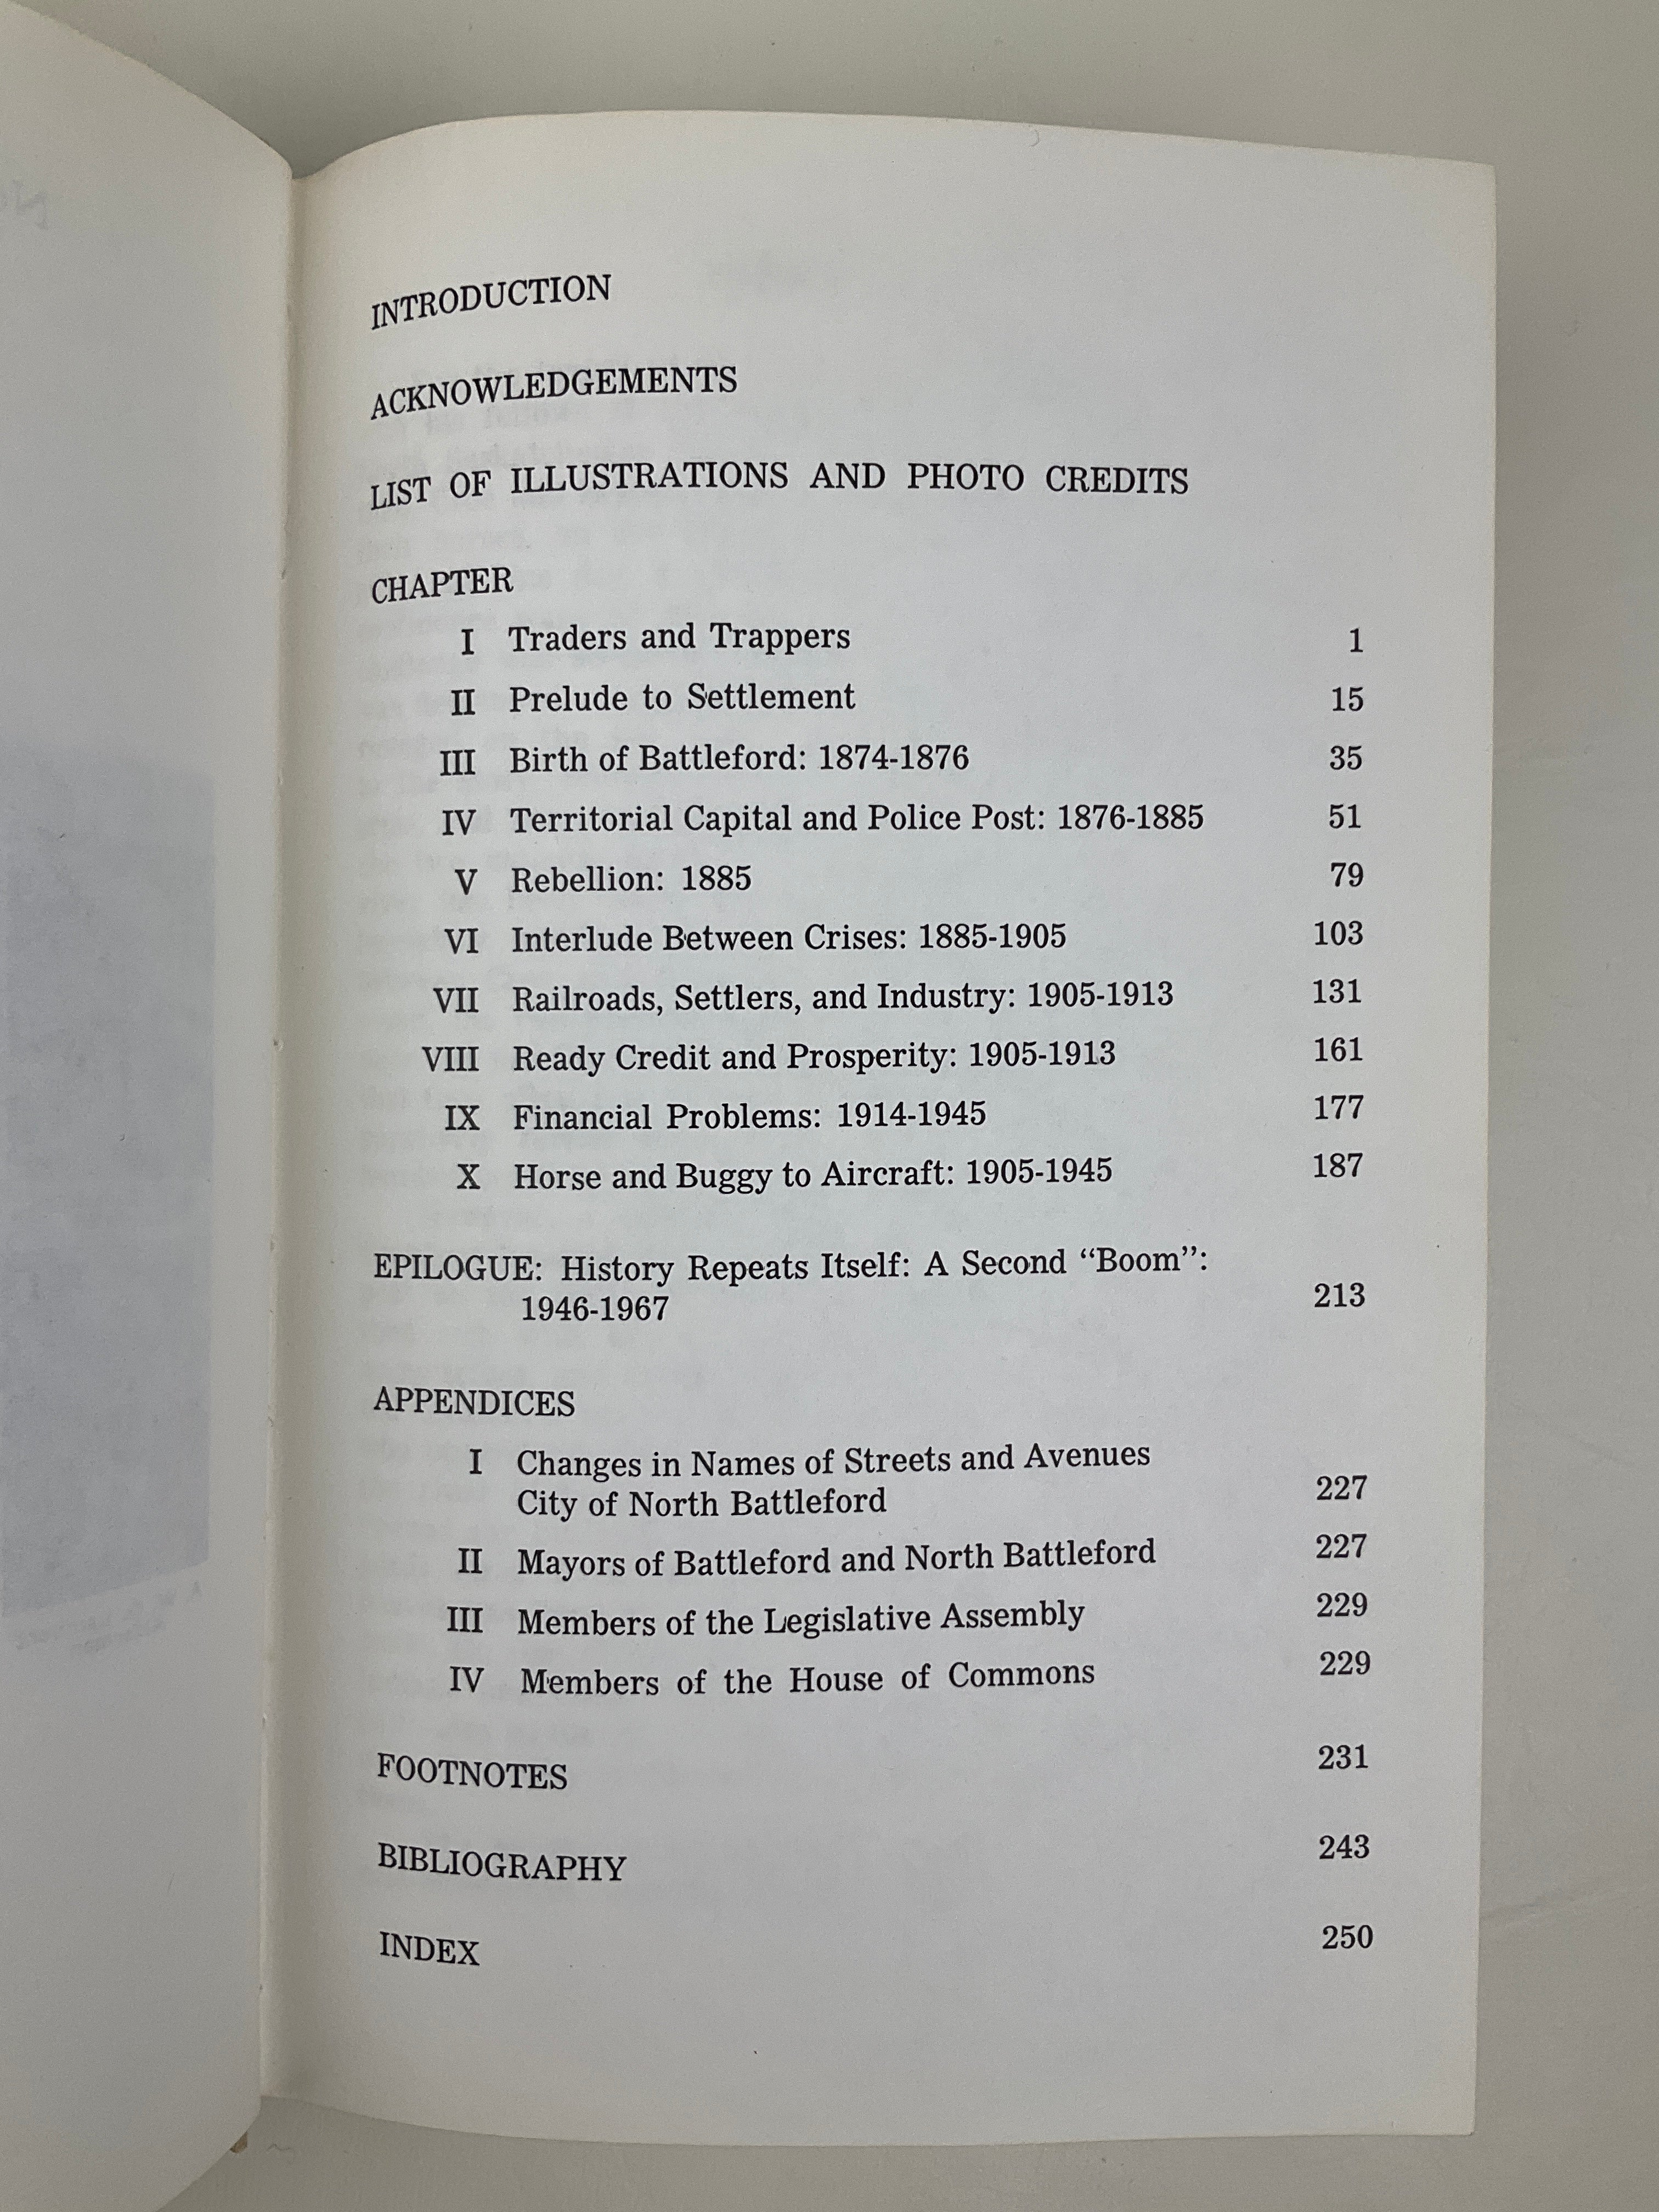 INTRODUCTION
ACKNOWLEDGEMENTS
LIST OF ILLUSTRATIONS AND PHOTO CREDITS
CHAPTER
I Traders and Trappers 1
II Prelude to Settlement 15
III Birth of Battleford: 1874-1876 35
IV Territorial Capital and Police Post: 1876-1885 51
V Rebellion: 1885 79
VI Interlude Between Crises: 1885-1905 103
VII Railroads, Settlers, and Industry: 1905-1913 131
VIII Ready Credit and Prosperity: 1905-1913 161
IX Financial Problems: 1914-1945 177
X Horse and Buggy to Aircraft: 1905-1945 187
EPILOGUE: History Repeats Itself: A Second “Boom”:
1946-1967 213
APPENDICES
I Changes in Names of Streets and Avenues
City of North Battleford 227
II Mayors of Battleford and North Battleford 227
III Members of the Legislative Assembly 229
IV Members of the House of Commons 229
FOOTNOTES 231
BIBLIOGRAPHY 243
INDEX 250